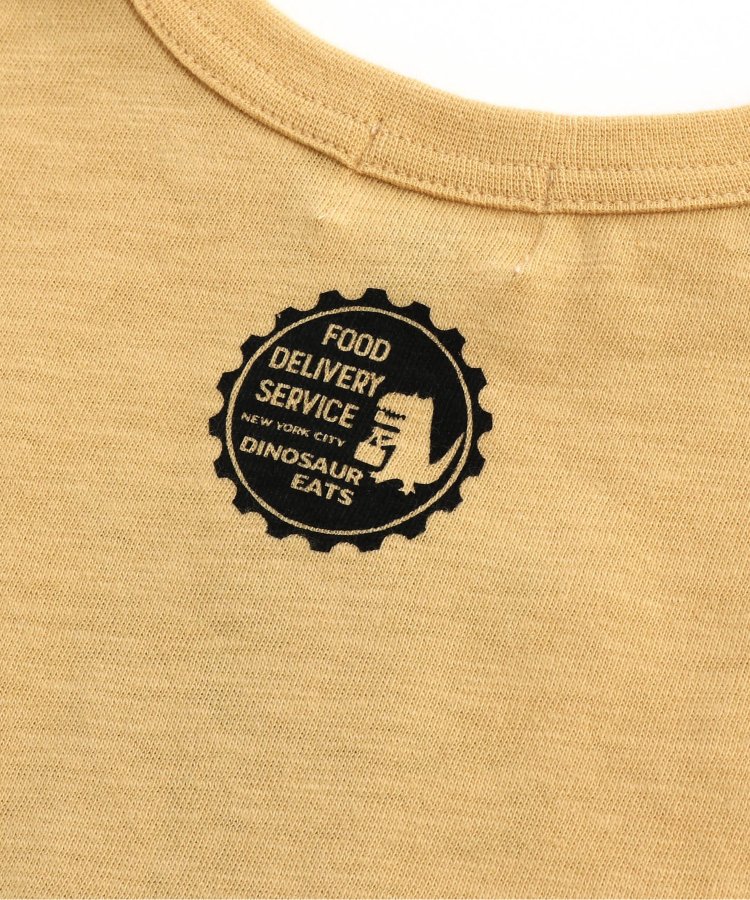 FOOD
DELIVERY
SERVICE
NEW YORK CITY
DINOSAUR
EATS